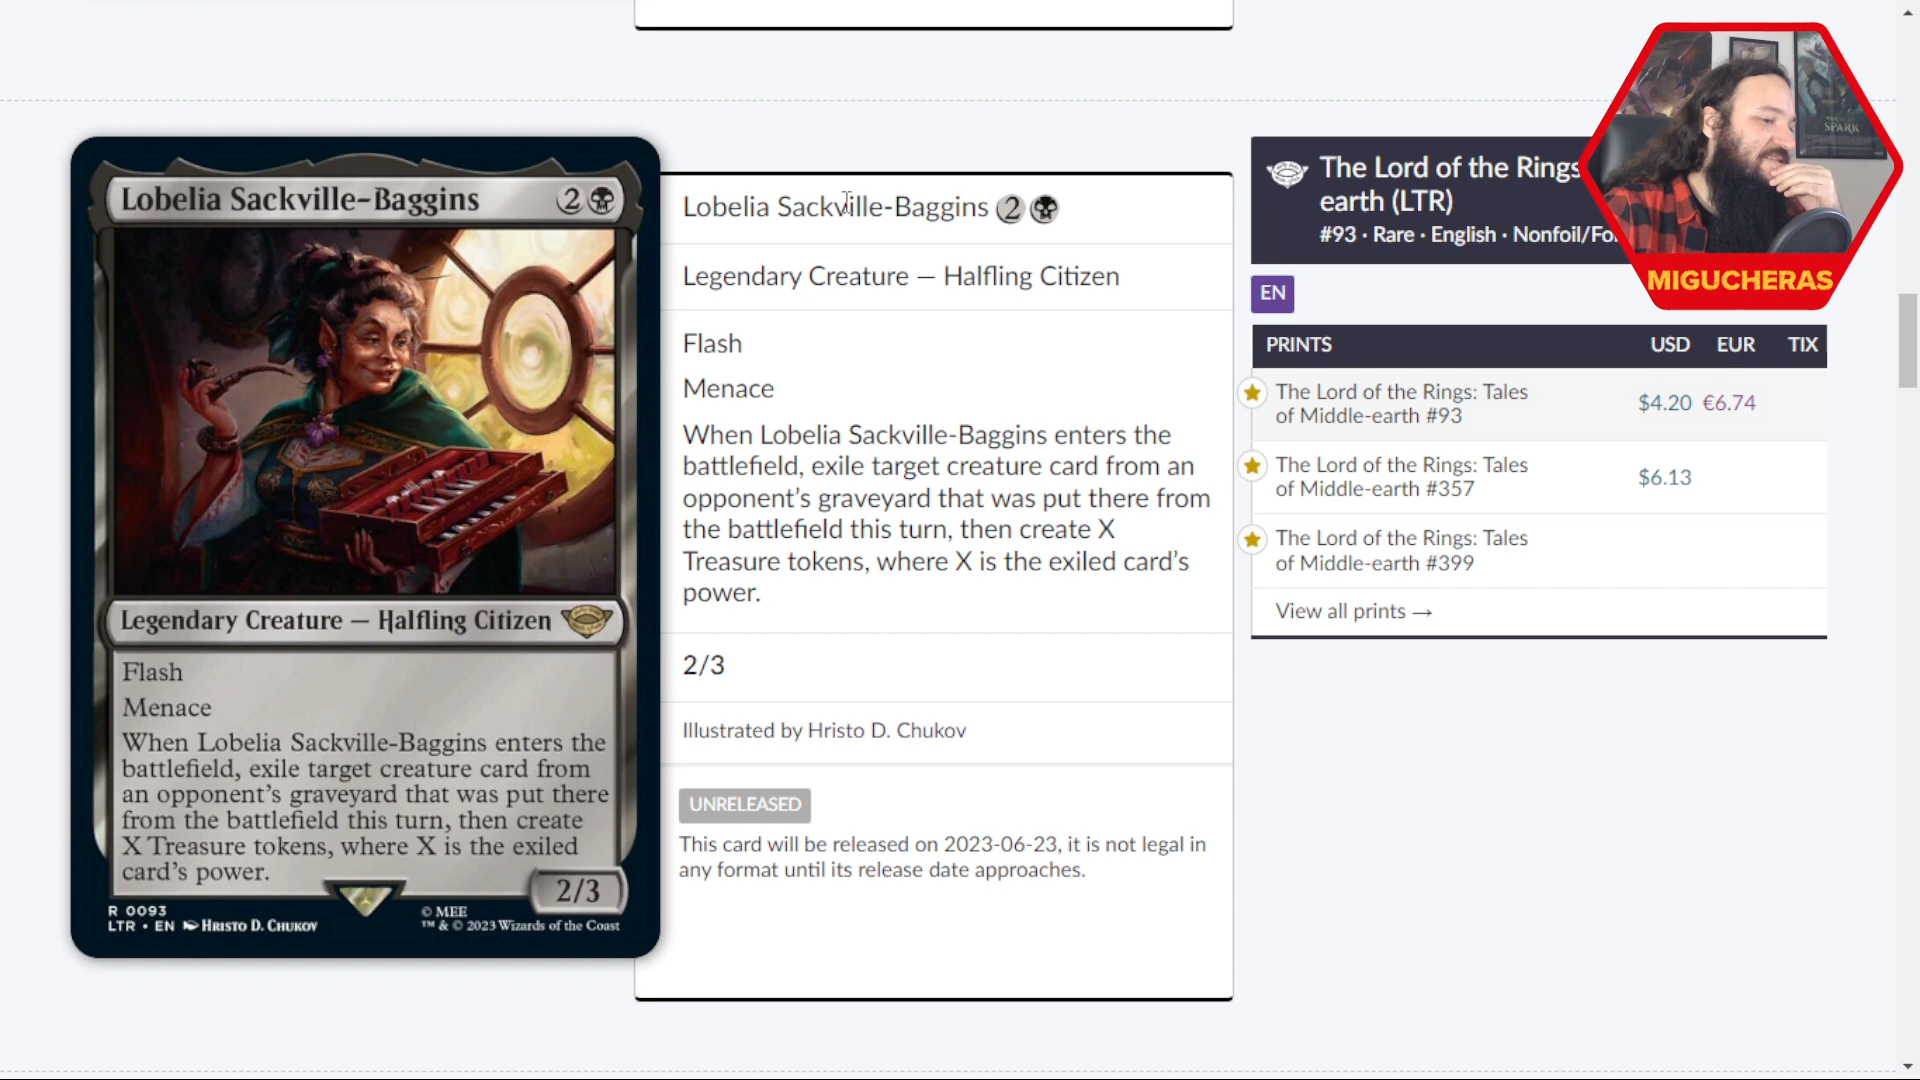 Lobelia Sackville-Baggins 2
Legendary Creature — Halfling Citizen
Flash
Menace
When Lobelia Sackville-Baggins enters the
battlefield, exile target creature card from
an opponent's graveyard that was put there
from the battlefield this turn, then create
X Treasure tokens, where X is the exiled
card's power.
2/3
R 0093
LTR • EN HRISTO D. CHUKOV
© MEE
™ & © 2023 Wizards of the Coast
Lobelia Sackville-Baggins 2
Legendary Creature — Halfling Citizen
Flash
Menace
When Lobelia Sackville-Baggins enters the
battlefield, exile target creature card from an
opponent's graveyard that was put there from
the battlefield this turn, then create X
Treasure tokens, where X is the exiled card's
power.
2/3
Illustrated by Hristo D. Chukov
UNRELEASED
This card will be released on 2023-06-23, it is not legal in
any format until its release date approaches.
The Lord of the Rings
earth (LTR)
#93 · Rare · English · Nonfoil/Fo
EN
PRINTS USD EUR TIX
The Lord of the Rings: Tales
of Middle-earth #93 $4.20 €6.74
The Lord of the Rings: Tales
of Middle-earth #357 $6.13
The Lord of the Rings: Tales
of Middle-earth #399
View all prints →
SPARK
MIGUCHERAS